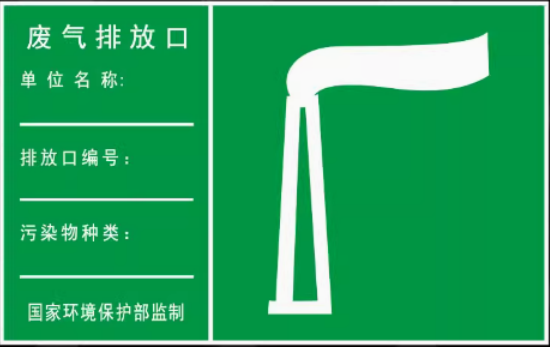 废气排放口
单位名称:
排放口编号：
污染物种类：
国家环境保护部监制